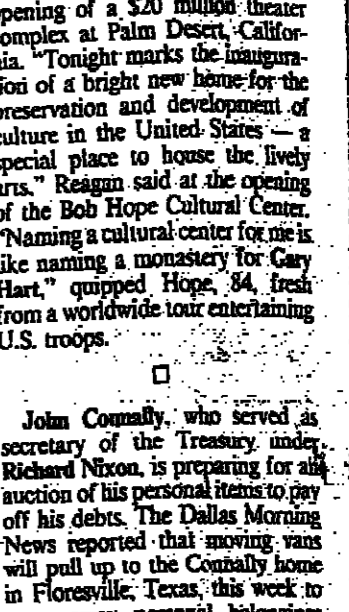 pening of a $20 million theater
omplex at Palm Desert, Califor-
nia. “Tonight marks the inaugura-
tion of a bright new home for the
preservation and development of
culture in the United States — a
special place to house the lively
arts,” Reagan said at the opening
of the Bob Hope Cultural Center.
“Naming a cultural center for me is
like naming a monastery for Gary
Hart,” quipped Hope, 84, fresh
from a worldwide tour entertaining
U.S. troops.
□
John Connally, who served as
secretary of the Treasury under
Richard Nixon, is preparing for an
auction of his personal items to pay
off his debts. The Dallas Morning
News reported that moving vans
will pull up to the Connally home
in Floresville, Texas, this week to